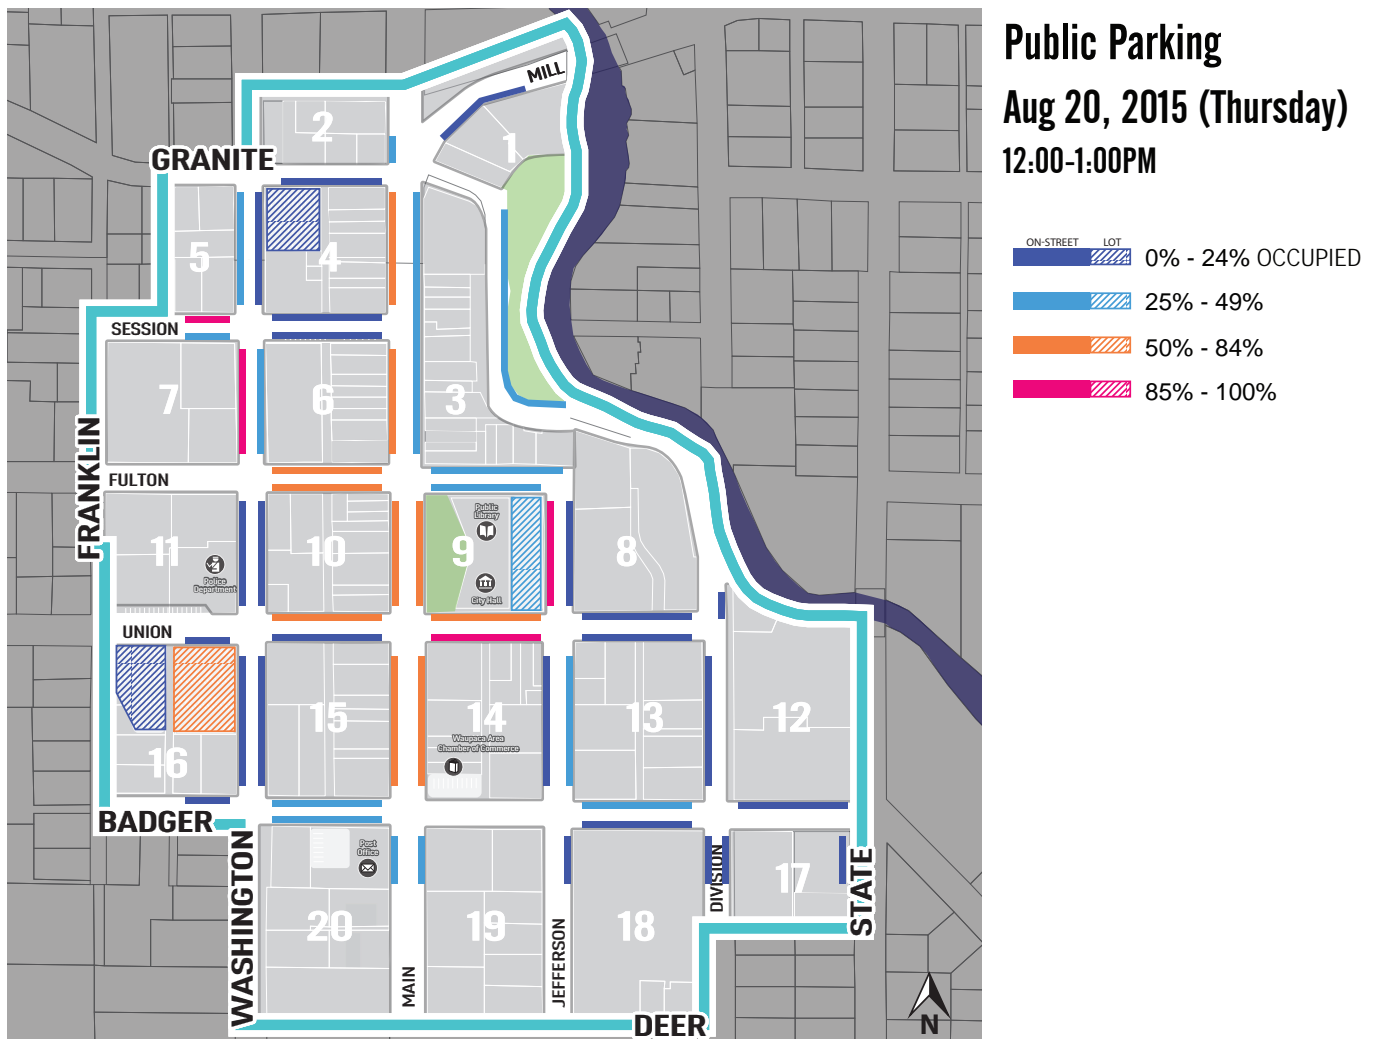 Public Parking
Aug 20, 2015 (Thursday)
12:00-1:00PM
ON-STREET LOT
0% - 24% OCCUPIED
25% - 49%
50% - 84%
85% - 100%
MILL
2
1
GRANITE
5
4
SESSION
7
6
3
FRANKLIN
FULTON
11
Police
Department
10
9
Public
Library
City Hall
8
UNION
16
15
14
Waupaca Area
Chamber of Commerce
13
12
BADGER
WASHINGTON
Post
Office
20
MAIN
19
JEFFERSON
18
DIVISION
17
STATE
DEER
N